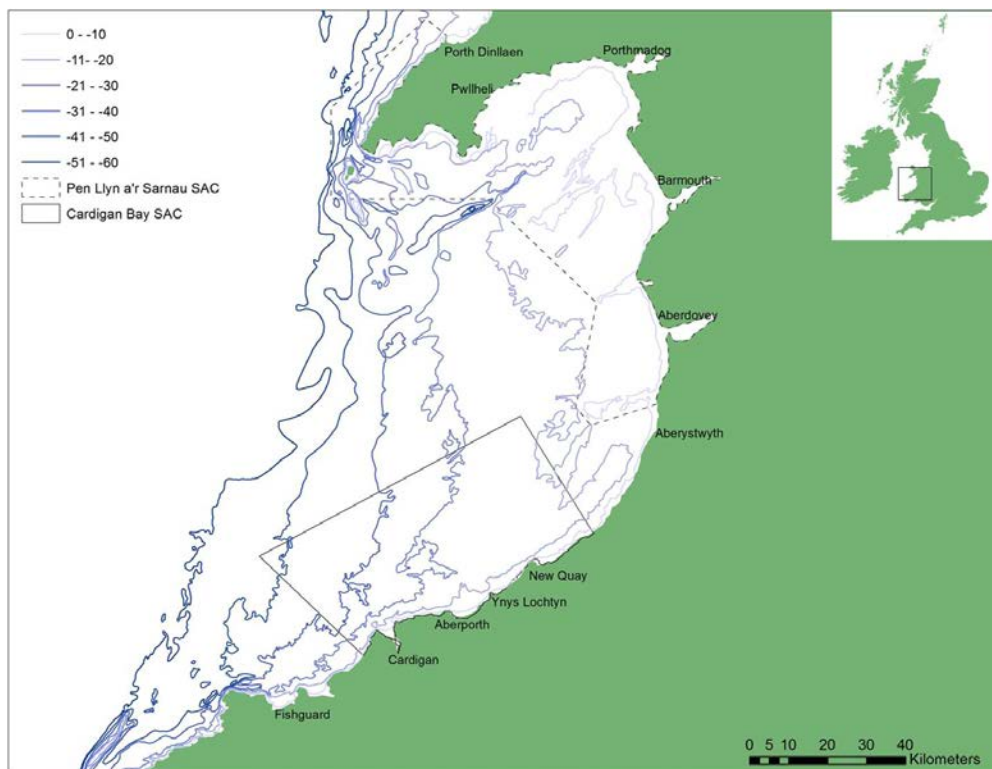 0 - -10
-11- -20
-21 - -30
-31 - -40
-41 - -50
-51 - -60
Pen Llyn a'r Sarnau SAC
Cardigan Bay SAC
Porth Dinllaen
Porthmadog
Pwllheli
Barmouth
Aberdovey
Aberystwyth
New Quay
Ynys Lochtyn
Aberporth
Cardigan
Fishguard
0 5 10 20 30 40
Kilometers